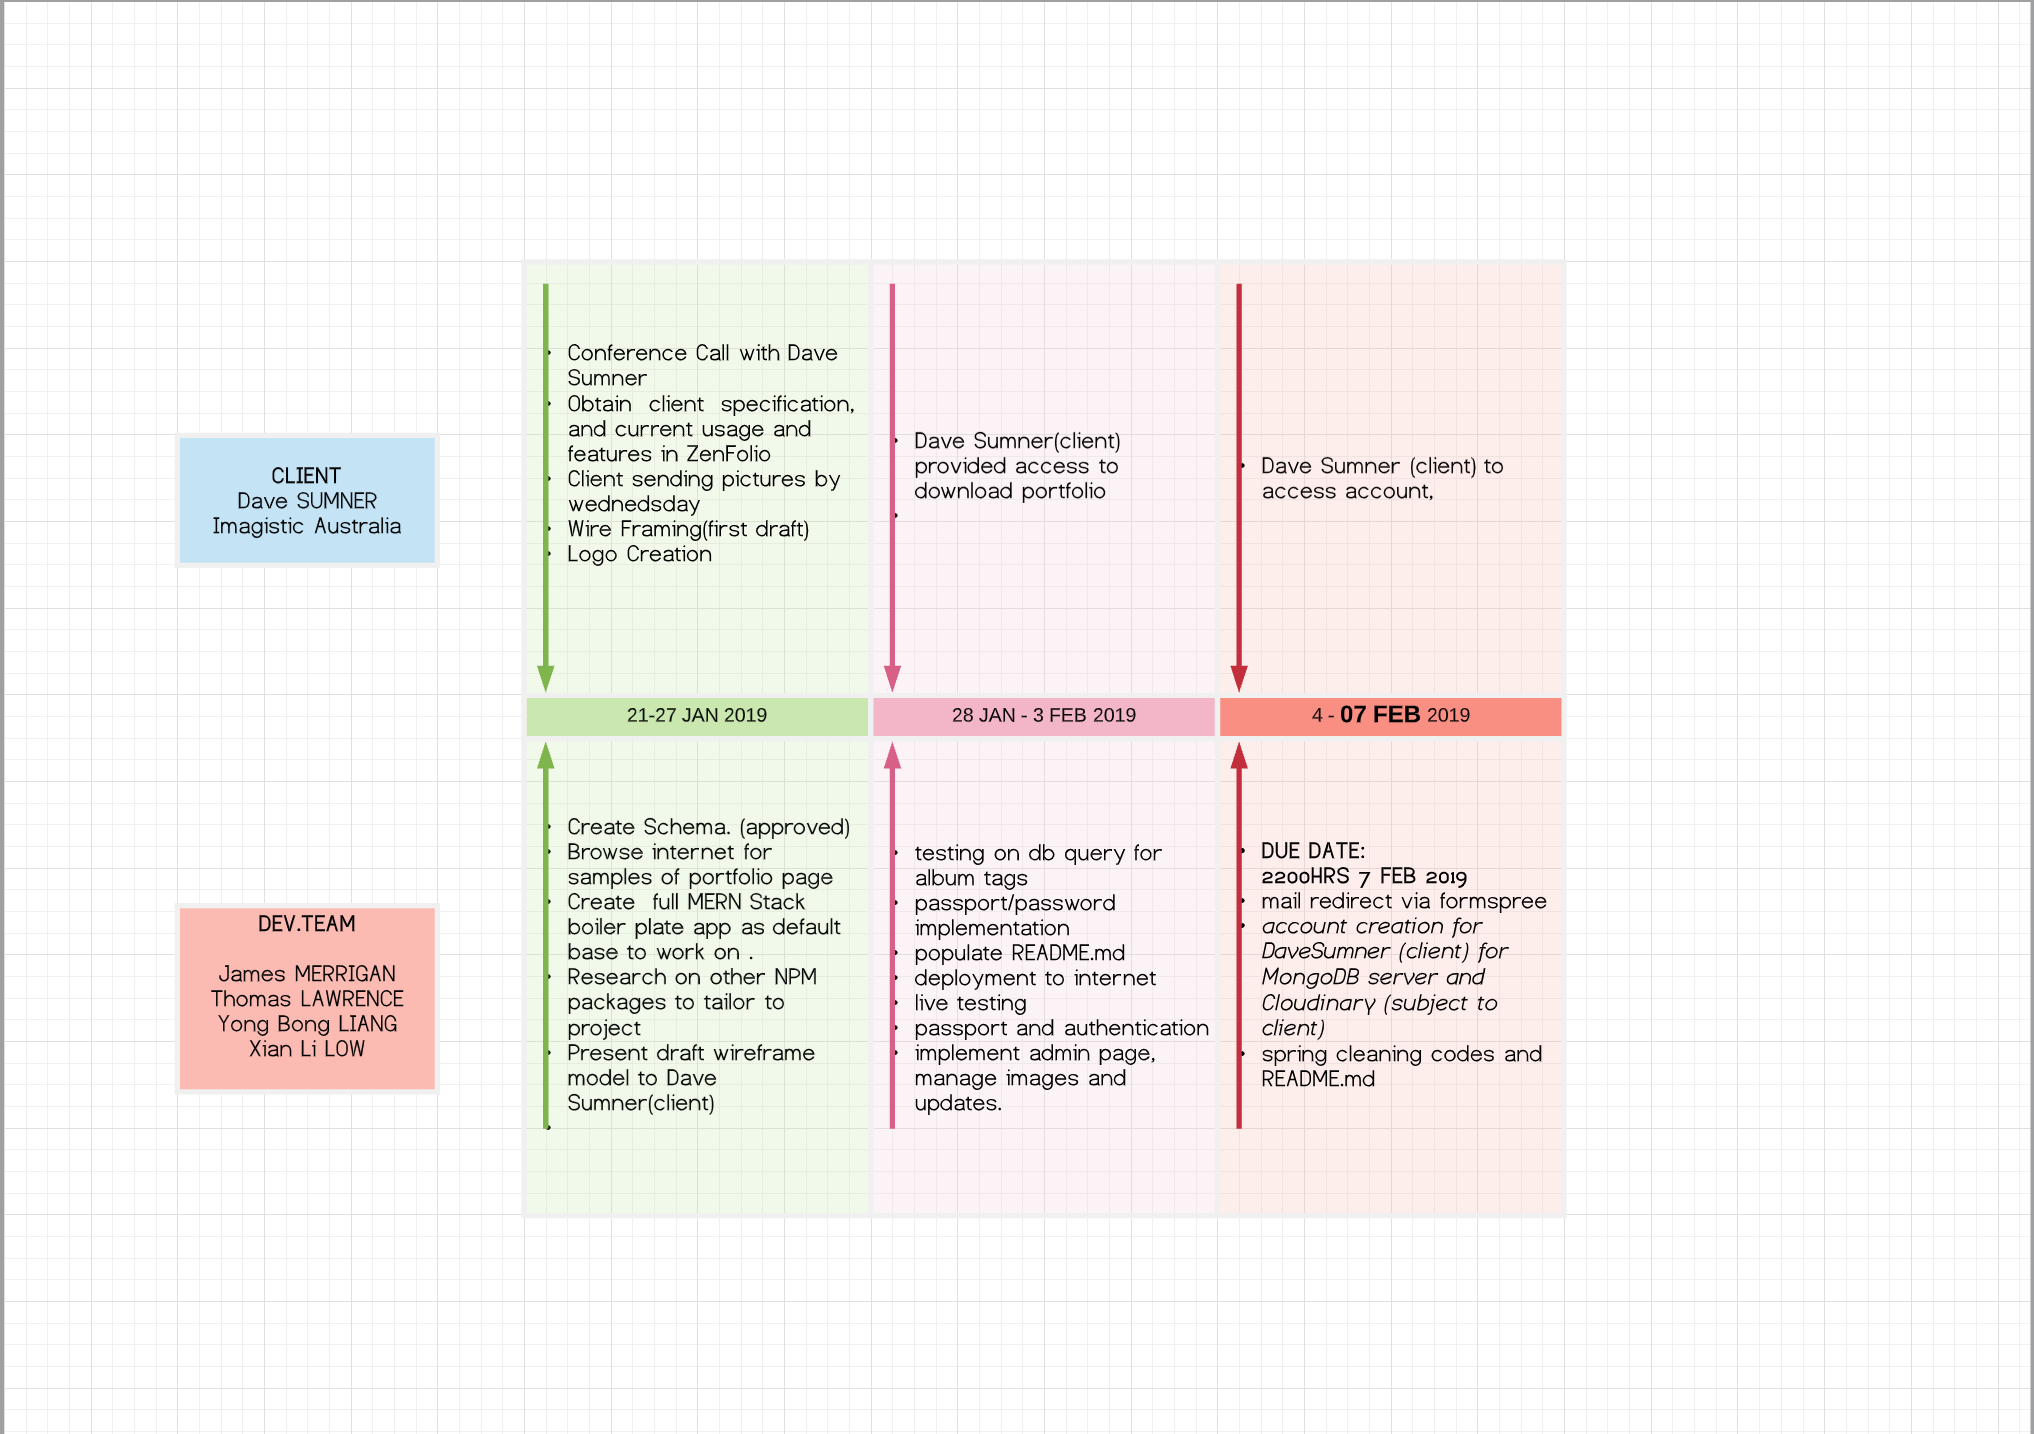 CLIENT
Dave SUMNER
Imagistic Australia
Conference Call with Dave
Sumner
Obtain client specification,
and current usage and
features in ZenFolio
Client sending pictures by
wednedsday
Wire Framing(first draft)
Logo Creation
Dave Sumner(client)
provided access to
download portfolio
Dave Sumner (client) to
access account,
21-27 JAN 2019
28 JAN - 3 FEB 2019
4 - 07 FEB 2019
DEV.TEAM
James MERRIGAN
Thomas LAWRENCE
Yong Bong LIANG
Xian Li LOW
Create Schema. (approved)
Browse internet for
samples of portfolio page
Create full MERN Stack
boiler plate app as default
base to work on .
Research on other NPM
packages to tailor to
project
Present draft wireframe
model to Dave
Sumner(client)
testing on db query for
album tags
passport/password
implementation
populate README.md
deployment to internet
live testing
passport and authentication
implement admin page,
manage images and
updates.
DUE DATE:
2200HRS 7 FEB 2019
mail redirect via formspree
account creation for
DaveSumner (client) for
MongoDB server and
Cloudinary (subject to
client)
spring cleaning codes and
README.md